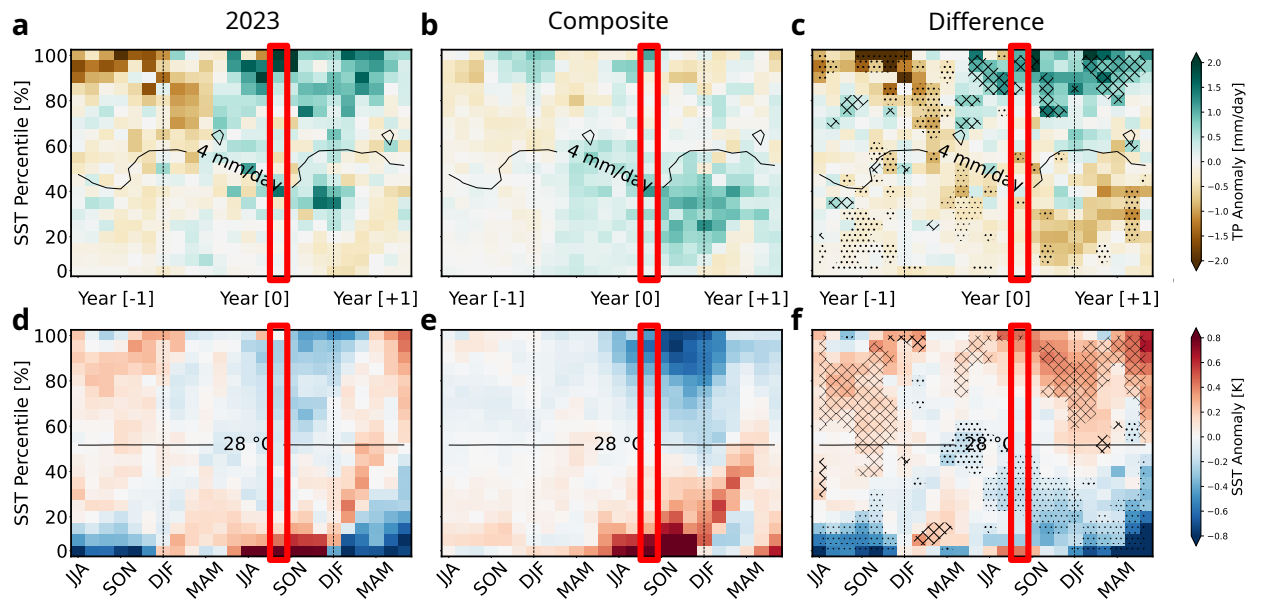 a
2023
b
Composite
c
Difference
SST Percentile [%]
100
80
60
40
20
0
4 mm/day
4 mm/day
4 mm/day
2.0
1.5
1.0
0.5
0.0
−0.5
−1.0
−1.5
−2.0
TP Anomaly [mm/day]
Year [-1]
Year [0]
Year [+1]
Year [-1]
Year [0]
Year [+1]
Year [-1]
Year [0]
Year [+1]
d
e
f
SST Percentile [%]
100
80
60
40
20
0
28 °C
28 °C
28 °C
0.8
0.6
0.4
0.2
0.0
−0.2
−0.4
−0.6
−0.8
SST Anomaly [K]
JJA
SON
DJF
MAM
JJA
SON
DJF
MAM
JJA
SON
DJF
MAM
JJA
SON
DJF
MAM
JJA
SON
DJF
MAM
JJA
SON
DJF
MAM